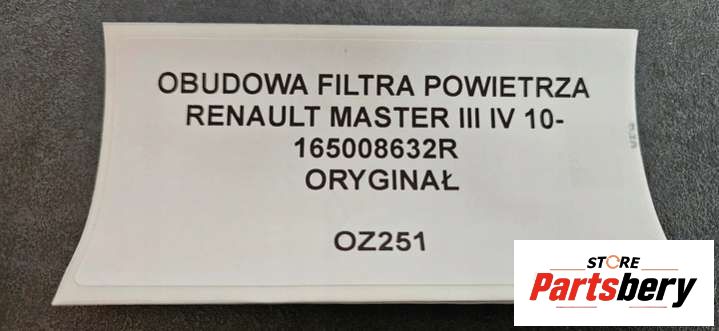 OBUDOWA FILTRA POWIETRZA
RENAULT MASTER III IV 10-
165008632R
ORYGINAŁ
OZ251
STORE
Partsbery